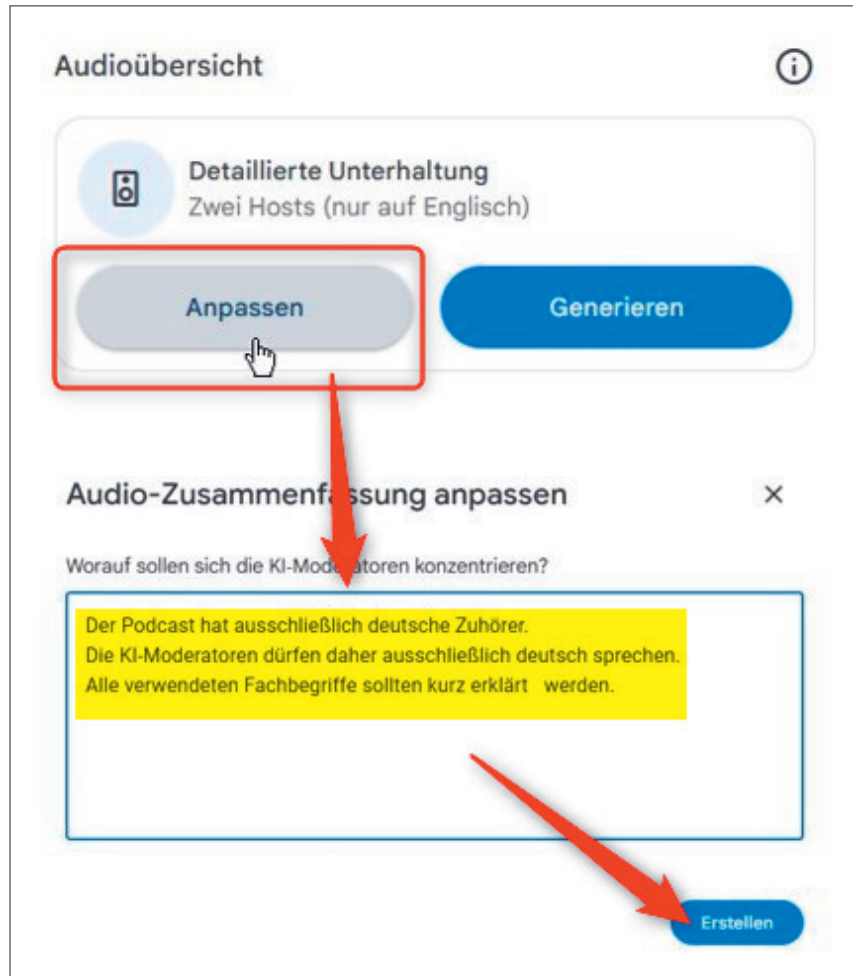 Audioübersicht
Detaillierte Unterhaltung
Zwei Hosts (nur auf Englisch)
Anpassen
Generieren
Audio-Zusammenfassung anpassen
Worauf sollen sich die KI-Moderatoren konzentrieren?
Der Podcast hat ausschließlich deutsche Zuhörer.
Die KI-Moderatoren dürfen daher ausschließlich deutsch sprechen.
Alle verwendeten Fachbegriffe sollten kurz erklärt werden.
Erstellen